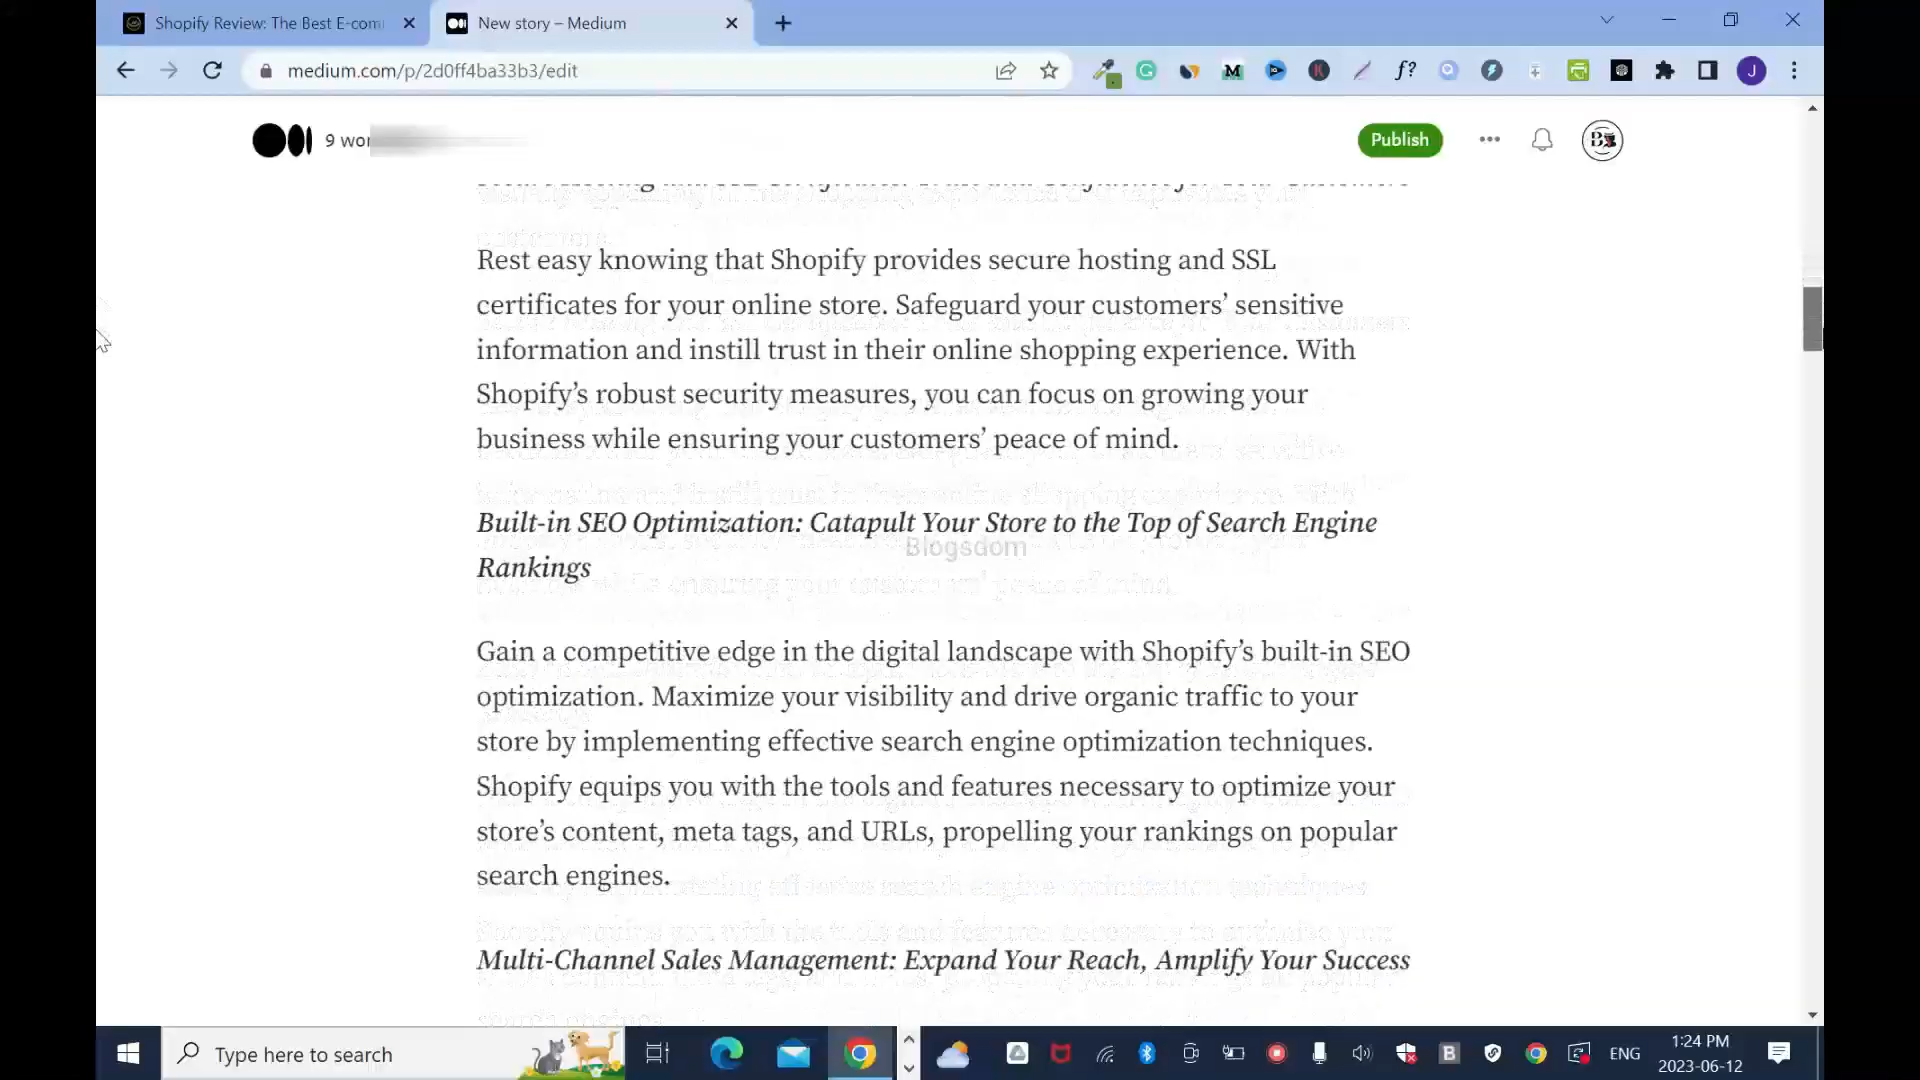 Shopify Review: The Best E-com
New story – Medium
medium.com/p/2d0ff4ba33b3/edit
J
9 wor
Publish
Rest easy knowing that Shopify provides secure hosting and SSL
certificates for your online store. Safeguard your customers’ sensitive
information and instill trust in their online shopping experience. With
Shopify’s robust security measures, you can focus on growing your
business while ensuring your customers’ peace of mind.
Built-in SEO Optimization: Catapult Your Store to the Top of Search Engine
Rankings
Blogsdom
Gain a competitive edge in the digital landscape with Shopify’s built-in SEO
optimization. Maximize your visibility and drive organic traffic to your
store by implementing effective search engine optimization techniques.
Shopify equips you with the tools and features necessary to optimize your
store’s content, meta tags, and URLs, propelling your rankings on popular
search engines.
Multi-Channel Sales Management: Expand Your Reach, Amplify Your Success
Type here to search
ENG
1:24 PM
2023-06-12